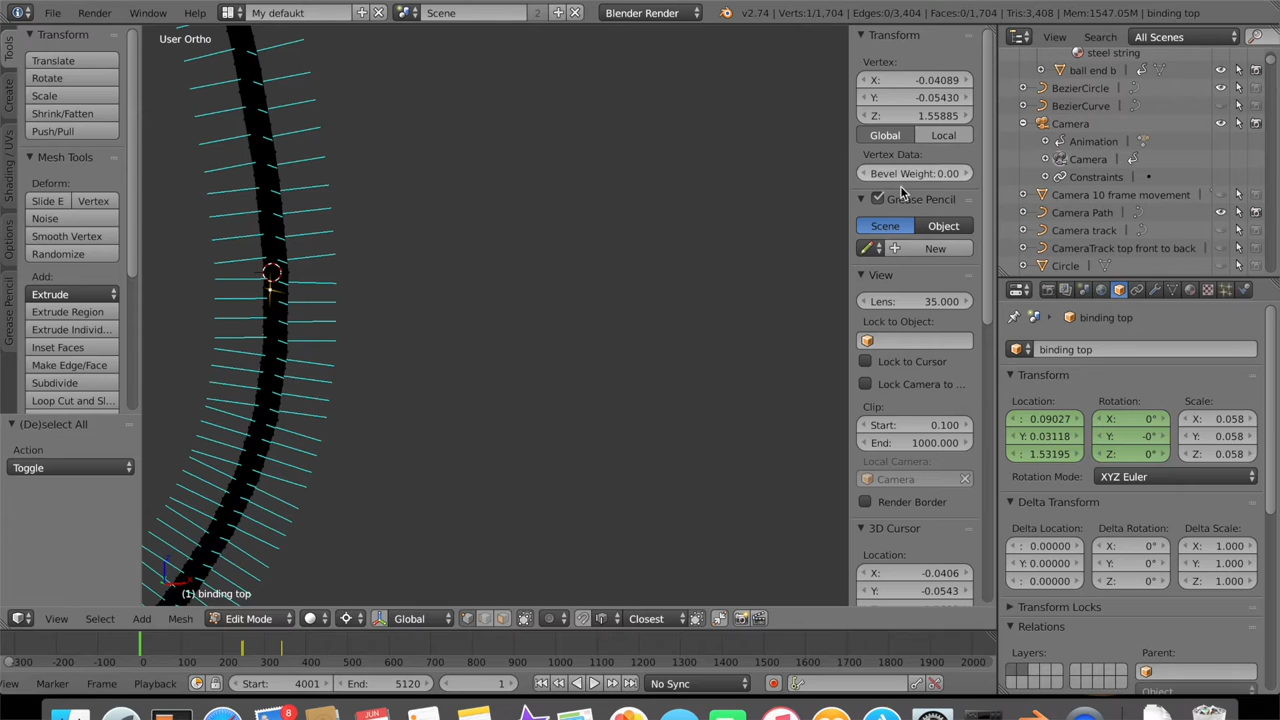 File Render Window Help My defaukt Scene 2 Blender Render v2.74 | Verts:1/1,704 | Edges:0/3,404 | Faces:0/1,704 | Tris:3,408 | Mem:1547.05M | binding top
Tools
Create
Shading / UVs
Options
Grease Pencil
Transform
Translate
Rotate
Scale
Shrink/Fatten
Push/Pull
Mesh Tools
Deform:
Slide E Vertex
Noise
Smooth Vertex
Randomize
Add:
Extrude
Extrude Region
Extrude Individ...
Inset Faces
Make Edge/Face
Subdivide
Loop Cut and Sl...
(De)select All
Action
Toggle
User Ortho
(1) binding top
Transform
Vertex:
X: -0.04089
Y: -0.05430
Z: 1.55885
Global Local
Vertex Data:
Bevel Weight: 0.00
Grease Pencil
Scene Object
New
View
Lens: 35.000
Lock to Object:
Lock to Cursor
Lock Camera to ...
Clip:
Start: 0.100
End: 1000.000
Local Camera:
Camera
Render Border
3D Cursor
Location:
X: -0.0406
Y: -0.0543
View Search All Scenes
steel string
ball end b
BezierCircle
BezierCurve
Camera
Animation
Camera
Constraints
Camera 10 frame movement
Camera Path
Camera track
CameraTrack top front to back
Circle
binding top
binding top
Transform
Location: Rotation: Scale:
: 0.09027 X: 0° X: 0.058
Y: 0.03118 Y: -0° Y: 0.058
: 1.53195 Z: 0° Z: 0.058
Rotation Mode: XYZ Euler
Delta Transform
Delta Location: Delta Rotation: Delta Scale:
: 0.00000 X: 0° X: 1.000
Y: 0.00000 Y: 0° Y: 1.000
: 0.00000 Z: 0° Z: 1.000
Transform Locks
Relations
Layers: Parent:
View Select Add Mesh Edit Mode Global Closest
-300 -200 -100 0 100 200 300 400 500 600 700 800 900 1000 1100 1200 1300 1400 1500 1600 1700 1800 1900 2000
Marker Frame Playback Start: 4001 End: 5120 1 No Sync
8
JUN